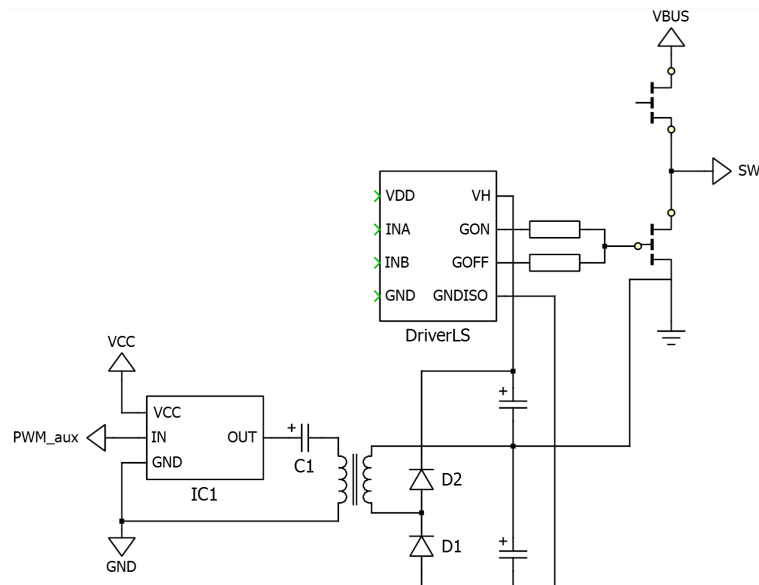 VBUS
SW
VDD VH
INA GON
INB GOFF
GND GNDISO
DriverLS
VCC
VCC
PWM_aux IN OUT
GND
IC1
+
C1
GND
+
D2
D1
+